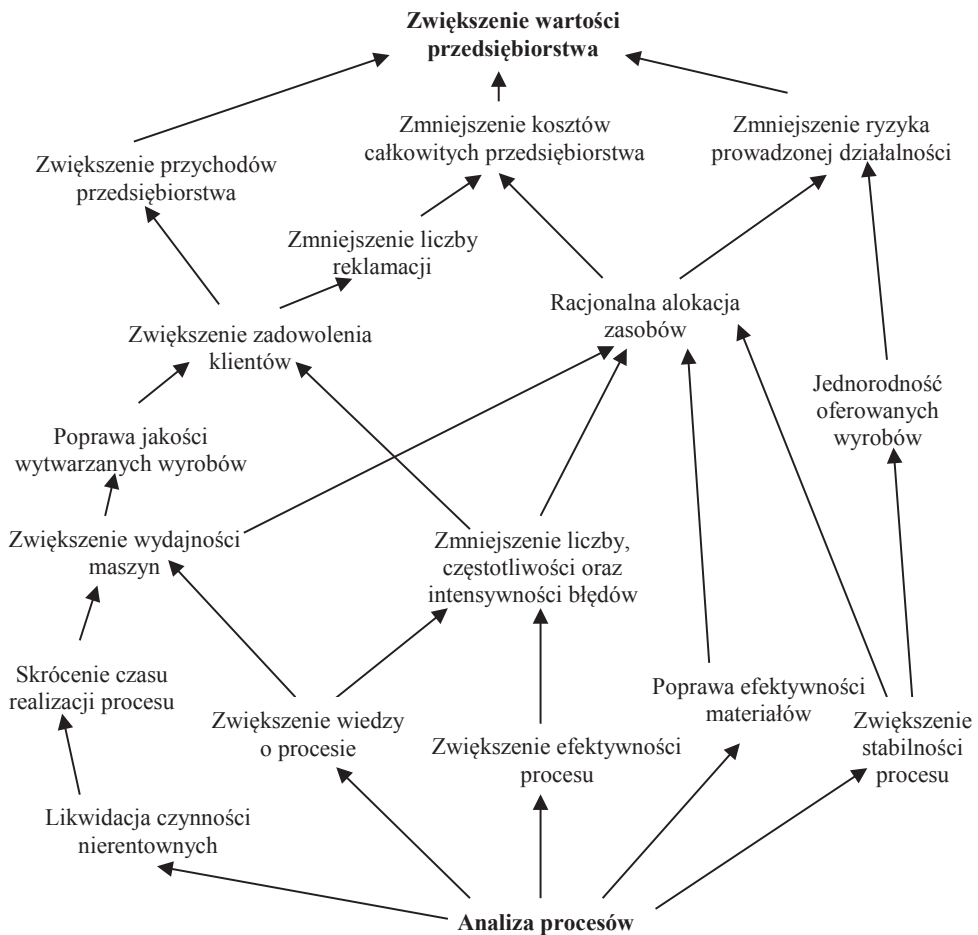 Zwiększenie wartości
przedsiębiorstwa
Zwiększenie przychodów
przedsiębiorstwa
Zmniejszenie kosztów
całkowitych przedsiębiorstwa
Zmniejszenie ryzyka
prowadzonej działalności
Zmniejszenie liczby
reklamacji
Racjonalna alokacja
zasobów
Zwiększenie zadowolenia
klientów
Jednorodność
oferowanych
wyrobów
Poprawa jakości
wytwarzanych wyrobów
Zwiększenie wydajności
maszyn
Zmniejszenie liczby,
częstotliwości oraz
intensywności błędów
Skrócenie czasu
realizacji procesu
Zwiększenie wiedzy
o procesie
Zwiększenie efektywności
procesu
Poprawa efektywności
materiałów
Zwiększenie
stabilności
procesu
Likwidacja czynności
nierentownych
Analiza procesów